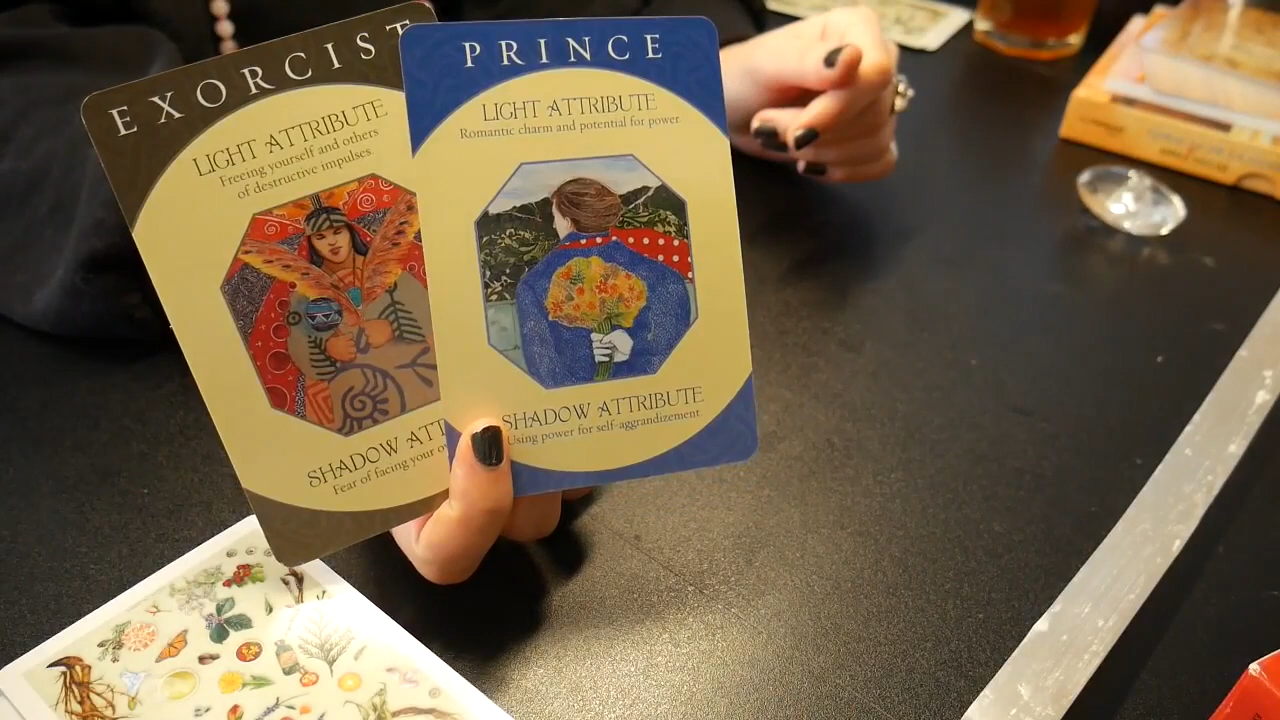 EXORCIST
LIGHT ATTRIBUTE
Freeing yourself and others
of destructive impulses.
SHADOW ATT
Fear of facing your
PRINCE
LIGHT ATTRIBUTE
Romantic charm and potential for power.
SHADOW ATTRIBUTE
Using power for self-aggrandizement.